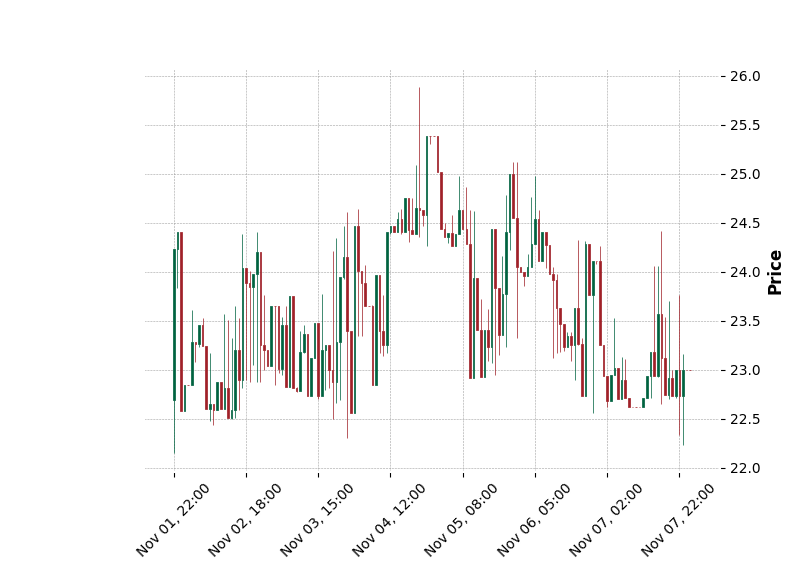 26.0
25.5
25.0
24.5
24.0
23.5
23.0
22.5
22.0
Price
Nov 01, 22:00
Nov 02, 18:00
Nov 03, 15:00
Nov 04, 12:00
Nov 05, 08:00
Nov 06, 05:00
Nov 07, 02:00
Nov 07, 22:00